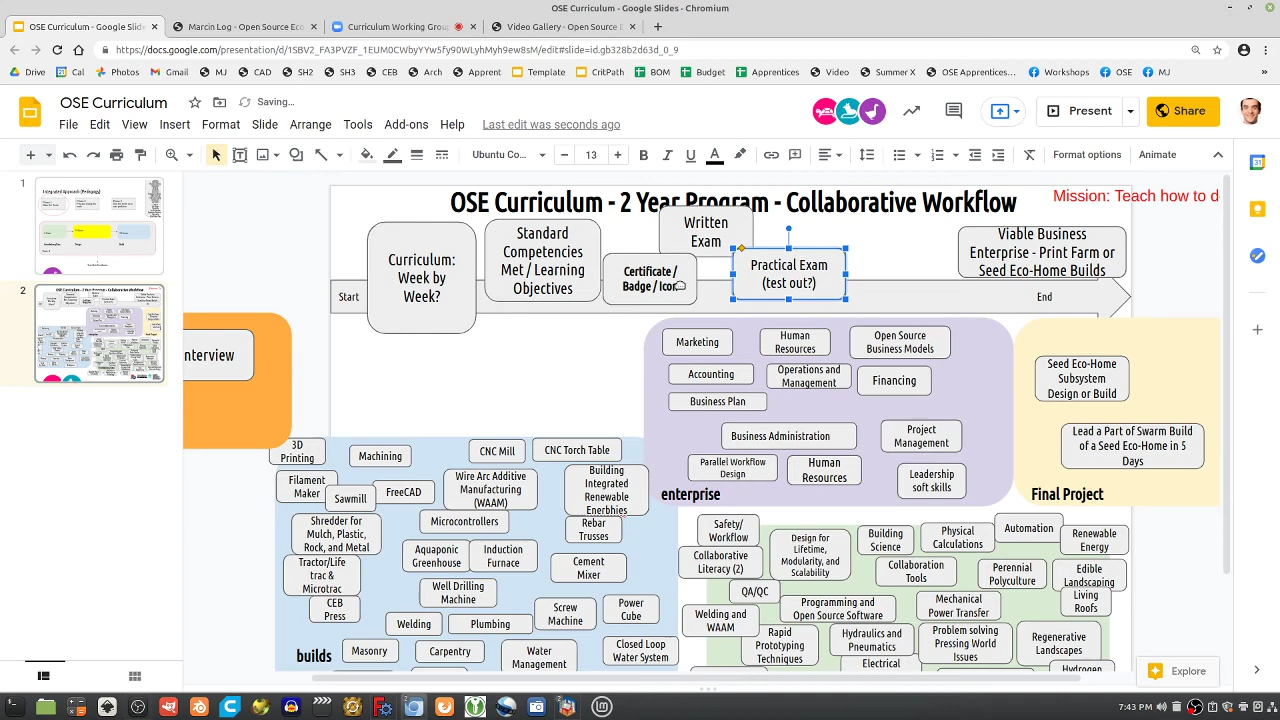 OSE Curriculum - Google Slides - Chromium
OSE Curriculum - Google Slid
Marcin Log - Open Source Eco
Curriculum Working Grou
Video Gallery - Open Source E
https://docs.google.com/presentation/d/1SBV2_FA3PVZF_1EUM0CWbyYYw5fy90WLyhMyh9ew8sM/edit#slide=id.gb328b2d63d_0_9
Drive
Cal
Photos
Gmail
MJ
CAD
SH2
SH3
CEB
Arch
Apprent
Template
CritPath
BOM
Budget
Apprentices
Video
Summer X
OSE Apprentices...
Workshops
OSE
MJ
OSE Curriculum
Saving...
File Edit View Insert Format Slide Arrange Tools Add-ons Help
Last edit was seconds ago
Present
Share
Ubuntu Co...
13
Format options
Animate
1
2
OSE Curriculum - 2 Year Program - Collaborative Workflow
Mission: Teach how to d
Start
Curriculum:
Week by
Week?
Standard
Competencies
Met / Learning
Objectives
Certificate /
Badge / Icon
Written
Exam
Practical Exam
(test out?)
Viable Business
Enterprise - Print Farm or
Seed Eco-Home Builds
End
nterview
Marketing
Human
Resources
Open Source
Business Models
Accounting
Operations and
Management
Financing
Business Plan
Business Administration
Project
Management
Parallel Workflow
Design
Human
Resources
Leadership
soft skills
enterprise
Seed Eco-Home
Subsystem
Design or Build
Lead a Part of Swarm Build
of a Seed Eco-Home in 5
Days
Final Project
3D
Printing
Machining
CNC Mill
CNC Torch Table
Filament
Maker
Sawmill
FreeCAD
Wire Arc Additive
Manufacturing
(WAAM)
Building
Integrated
Renewable
Enerbhies
Shredder for
Mulch, Plastic,
Rock, and Metal
Microcontrollers
Rebar
Trusses
Aquaponic
Greenhouse
Induction
Furnace
Cement
Mixer
Tractor/Life
trac &
Microtrac
Well Drilling
Machine
CEB
Press
Screw
Machine
Power
Cube
Welding
Plumbing
Masonry
Carpentry
Water
Management
Closed Loop
Water System
builds
Safety/
Workflow
Design for
Lifetime,
Modularity, and
Scalability
Building
Science
Physical
Calculations
Automation
Renewable
Energy
Collaborative
Literacy (2)
Collaboration
Tools
Perennial
Polyculture
Edible
Landscaping
QA/QC
Programming and
Open Source Software
Mechanical
Power Transfer
Living
Roofs
Welding and
WAAM
Rapid
Prototyping
Techniques
Hydraulics and
Pneumatics
Problem solving
Pressing World
Issues
Regenerative
Landscapes
Electrical
Hydrogen
Explore
7:43 PM